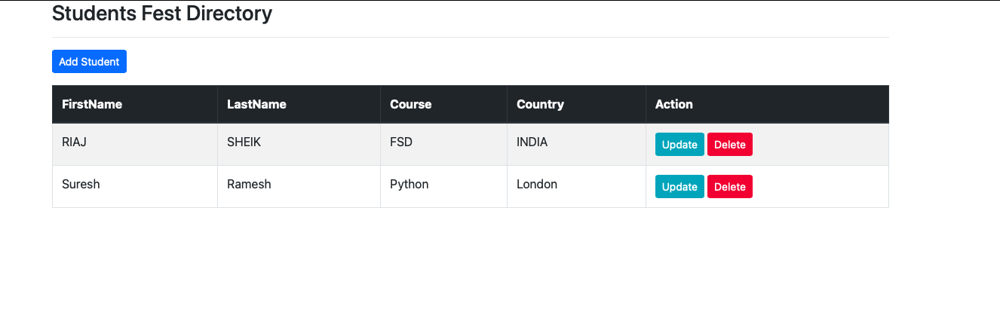 Students Fest Directory
Add Student
FirstName LastName Course Country Action
RIAJ SHEIK FSD INDIA Update Delete
Suresh Ramesh Python London Update Delete